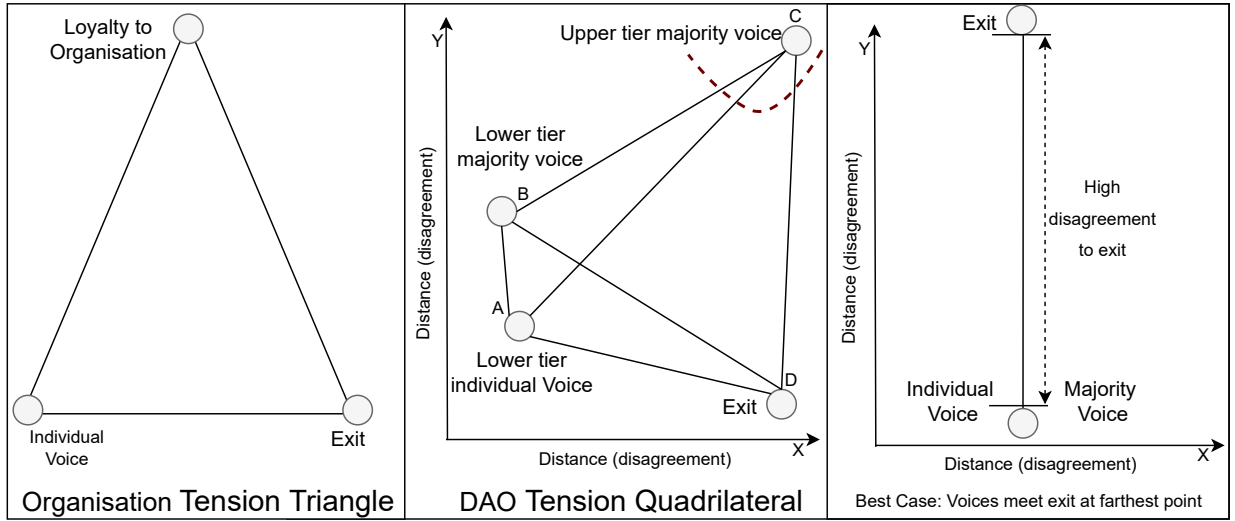 Loyalty to
Organisation
Individual
Voice
Exit
Organisation Tension Triangle
Y
C
Upper tier majority voice
Lower tier
majority voice
B
A
Lower tier
individual Voice
D
Exit
Distance (disagreement)
X
Distance (disagreement)
DAO Tension Quadrilateral
Exit
Y
High
disagreement
to exit
Distance (disagreement)
Individual
Voice
Majority
Voice
X
Distance (disagreement)
Best Case: Voices meet exit at farthest point